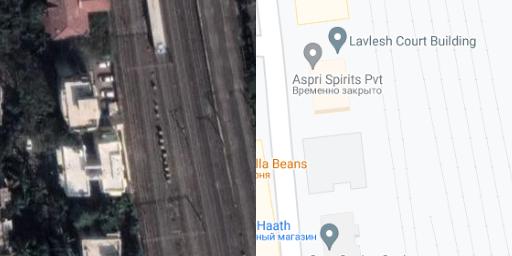 Lavlesh Court Building
Aspri Spirits Pvt
Временно закрыто
lla Beans
Haath